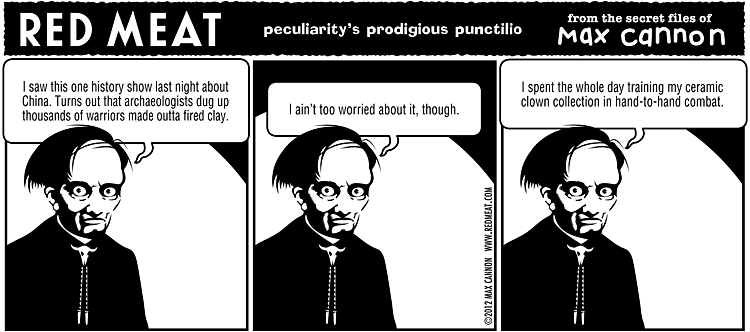 RED MEAT
peculiarity's prodigious punctilio
from the secret files of
Max Cannon
I saw this one history show last night about
China. Turns out that archaeologists dug up
thousands of warriors made outta fired clay.
I ain't too worried about it, though.
©2012 MAX CANNON WWW.REDMEAT.COM
I spent the whole day training my ceramic
clown collection in hand-to-hand combat.